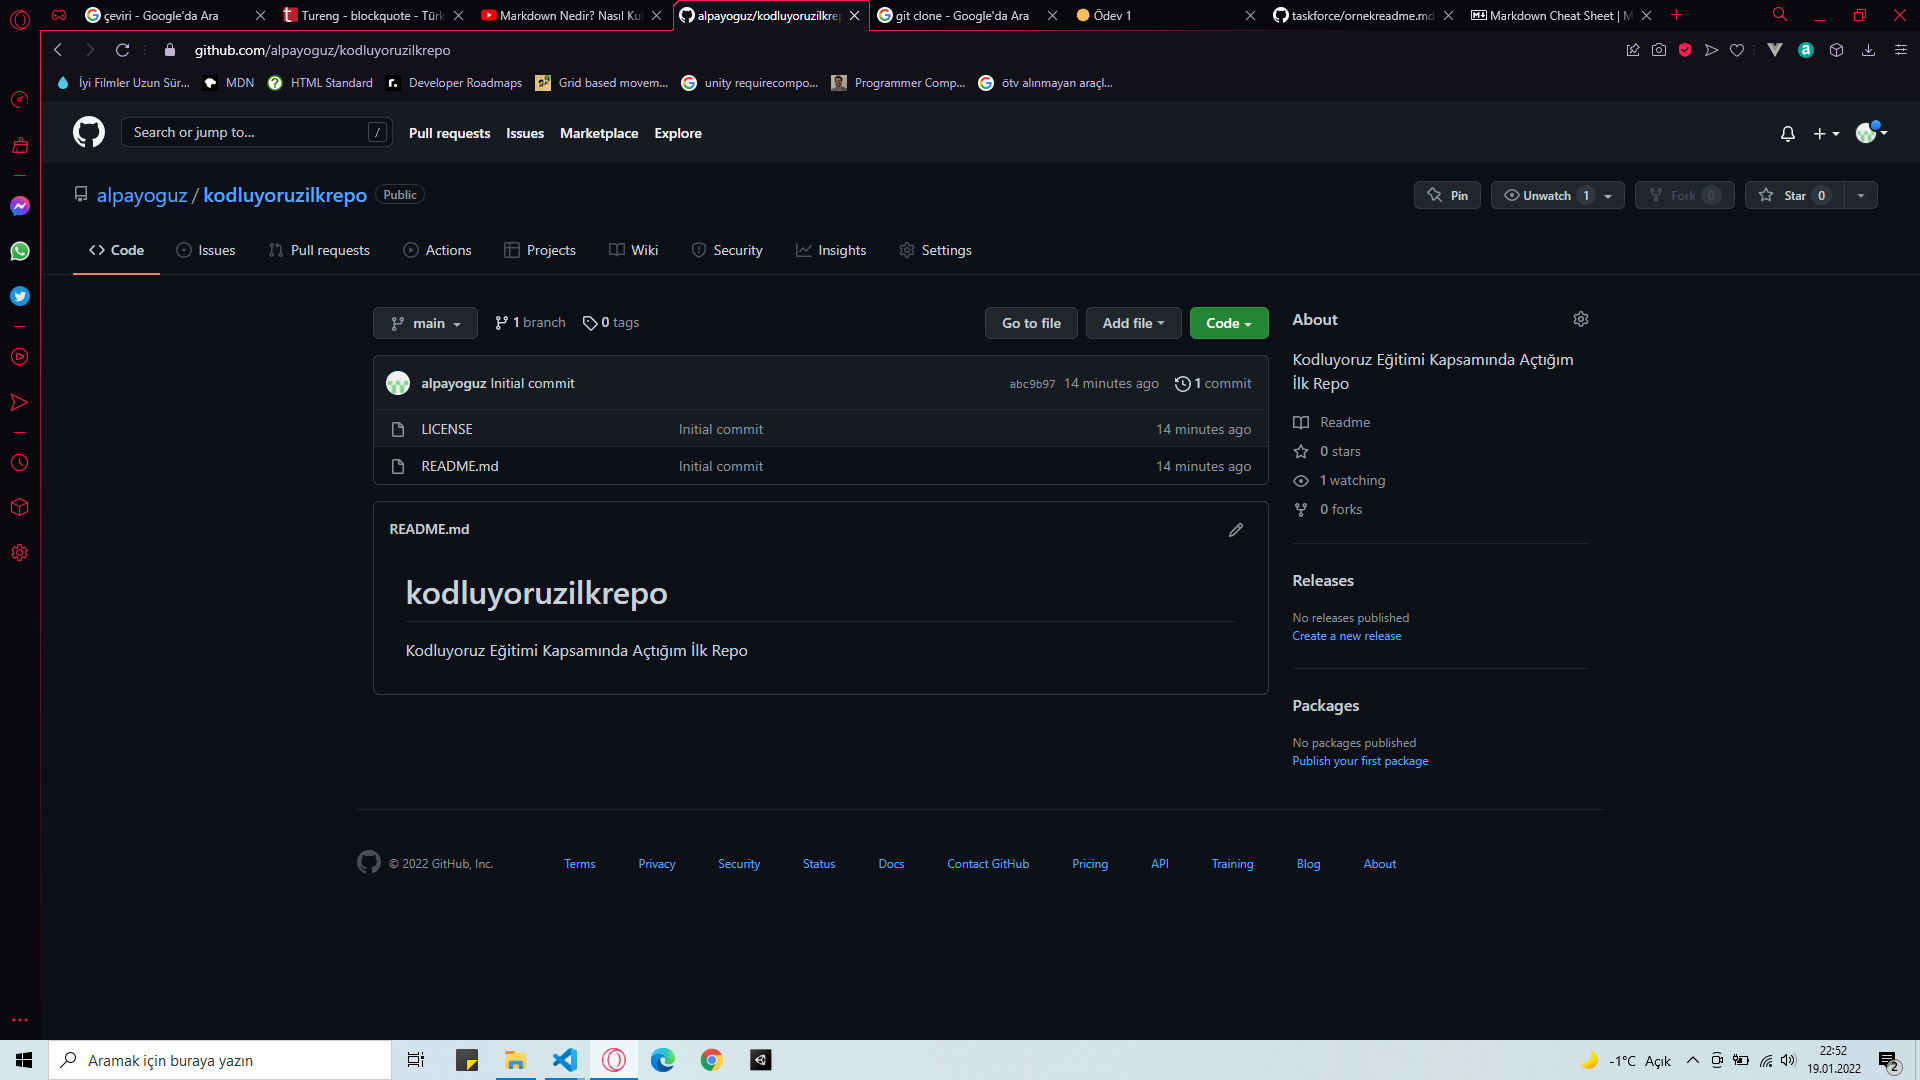 çeviri - Google'da Ara
Tureng - blockquote - Türk
Markdown Nedir? Nasıl Kul
alpayoguz/kodluyoruzilkrep
git clone - Google'da Ara
Ödev 1
taskforce/ornekreadme.md
Markdown Cheat Sheet | M
github.com/alpayoguz/kodluyoruzilkrepo
İyi Filmler Uzun Sür...
MDN
HTML Standard
Developer Roadmaps
Grid based movem...
unity requirecompo...
Programmer Comp...
ötv alınmayan araçl...
Search or jump to... /
Pull requests
Issues
Marketplace
Explore
alpayoguz / kodluyoruzilkrepo Public
Pin
Unwatch 1
Fork 0
Star 0
Code
Issues
Pull requests
Actions
Projects
Wiki
Security
Insights
Settings
main
1 branch
0 tags
Go to file
Add file
Code
alpayoguz Initial commit
abc9b97 14 minutes ago
1 commit
LICENSE Initial commit 14 minutes ago
README.md Initial commit 14 minutes ago
README.md
kodluyoruzilkrepo
Kodluyoruz Eğitimi Kapsamında Açtığım İlk Repo
About
Kodluyoruz Eğitimi Kapsamında Açtığım
İlk Repo
Readme
0 stars
1 watching
0 forks
Releases
No releases published
Create a new release
Packages
No packages published
Publish your first package
© 2022 GitHub, Inc.
Terms
Privacy
Security
Status
Docs
Contact GitHub
Pricing
API
Training
Blog
About
Aramak için buraya yazın
-1°C Açık
22:52
19.01.2022
2